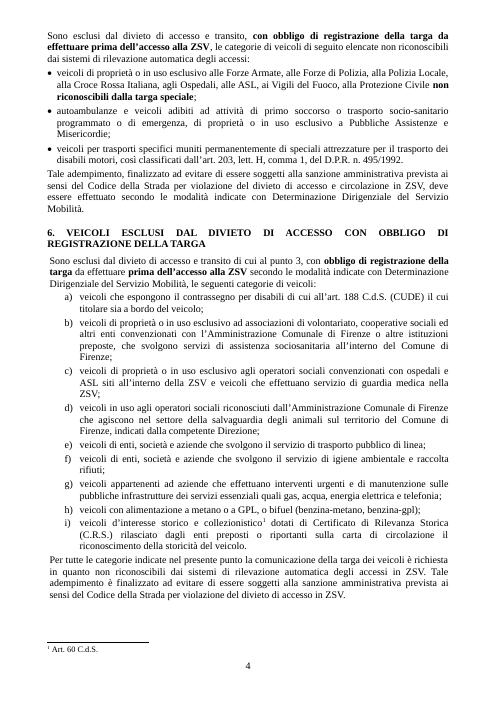 Sono esclusi dal divieto di accesso e transito, con obbligo di registrazione della targa da
effettuare prima dell'accesso alla ZSV, le categorie di veicoli di seguito elencate non riconoscibili
dai sistemi di rilevazione automatica degli accessi:
• veicoli di proprietà o in uso esclusivo alle Forze Armate, alle Forze di Polizia, alla Polizia Locale,
alla Croce Rossa Italiana, agli Ospedali, alle ASL, ai Vigili del Fuoco, alla Protezione Civile non
riconoscibili dalla targa speciale;
• autoambulanze e veicoli adibiti ad attività di primo soccorso o trasporto socio-sanitario
programmato o di emergenza, di proprietà o in uso esclusivo a Pubbliche Assistenze e
Misericordie;
• veicoli per trasporti specifici muniti permanentemente di speciali attrezzature per il trasporto dei
disabili motori, così classificati dall'art. 203, lett. H, comma 1, del D.P.R. n. 495/1992.
Tale adempimento, finalizzato ad evitare di essere soggetti alla sanzione amministrativa prevista ai
sensi del Codice della Strada per violazione del divieto di accesso e circolazione in ZSV, deve
essere effettuato secondo le modalità indicate con Determinazione Dirigenziale del Servizio
Mobilità.
6. VEICOLI ESCLUSI DAL DIVIETO DI ACCESSO CON OBBLIGO DI
REGISTRAZIONE DELLA TARGA
Sono esclusi dal divieto di accesso e transito di cui al punto 3, con obbligo di registrazione della
targa da effettuare prima dell'accesso alla ZSV secondo le modalità indicate con Determinazione
Dirigenziale del Servizio Mobilità, le seguenti categorie di veicoli:
a) veicoli che espongono il contrassegno per disabili di cui all'art. 188 C.d.S. (CUDE) il cui
titolare sia a bordo del veicolo;
b) veicoli di proprietà o in uso esclusivo ad associazioni di volontariato, cooperative sociali ed
altri enti convenzionati con l'Amministrazione Comunale di Firenze o altre istituzioni
preposte, che svolgono servizi di assistenza sociosanitaria all'interno del Comune di
Firenze;
c) veicoli di proprietà o in uso esclusivo agli operatori sociali convenzionati con ospedali e
ASL siti all'interno della ZSV e veicoli che effettuano servizio di guardia medica nella
ZSV;
d) veicoli in uso agli operatori sociali riconosciuti dall'Amministrazione Comunale di Firenze
che agiscono nel settore della salvaguardia degli animali sul territorio del Comune di
Firenze, indicati dalla competente Direzione;
e) veicoli di enti, società e aziende che svolgono il servizio di trasporto pubblico di linea;
f) veicoli di enti, società e aziende che svolgono il servizio di igiene ambientale e raccolta
rifiuti;
g) veicoli appartenenti ad aziende che effettuano interventi urgenti e di manutenzione sulle
pubbliche infrastrutture dei servizi essenziali quali gas, acqua, energia elettrica e telefonia;
h) veicoli con alimentazione a metano o a GPL, o bifuel (benzina-metano, benzina-gpl);
i) veicoli d'interesse storico e collezionistico¹ dotati di Certificato di Rilevanza Storica
(C.R.S.) rilasciato dagli enti preposti o riportanti sulla carta di circolazione il
riconoscimento della storicità del veicolo.
Per tutte le categorie indicate nel presente punto la comunicazione della targa dei veicoli è richiesta
in quanto non riconoscibili dai sistemi di rilevazione automatica degli accessi in ZSV. Tale
adempimento è finalizzato ad evitare di essere soggetti alla sanzione amministrativa prevista ai
sensi del Codice della Strada per violazione del divieto di accesso in ZSV.
¹ Art. 60 C.d.S.
4